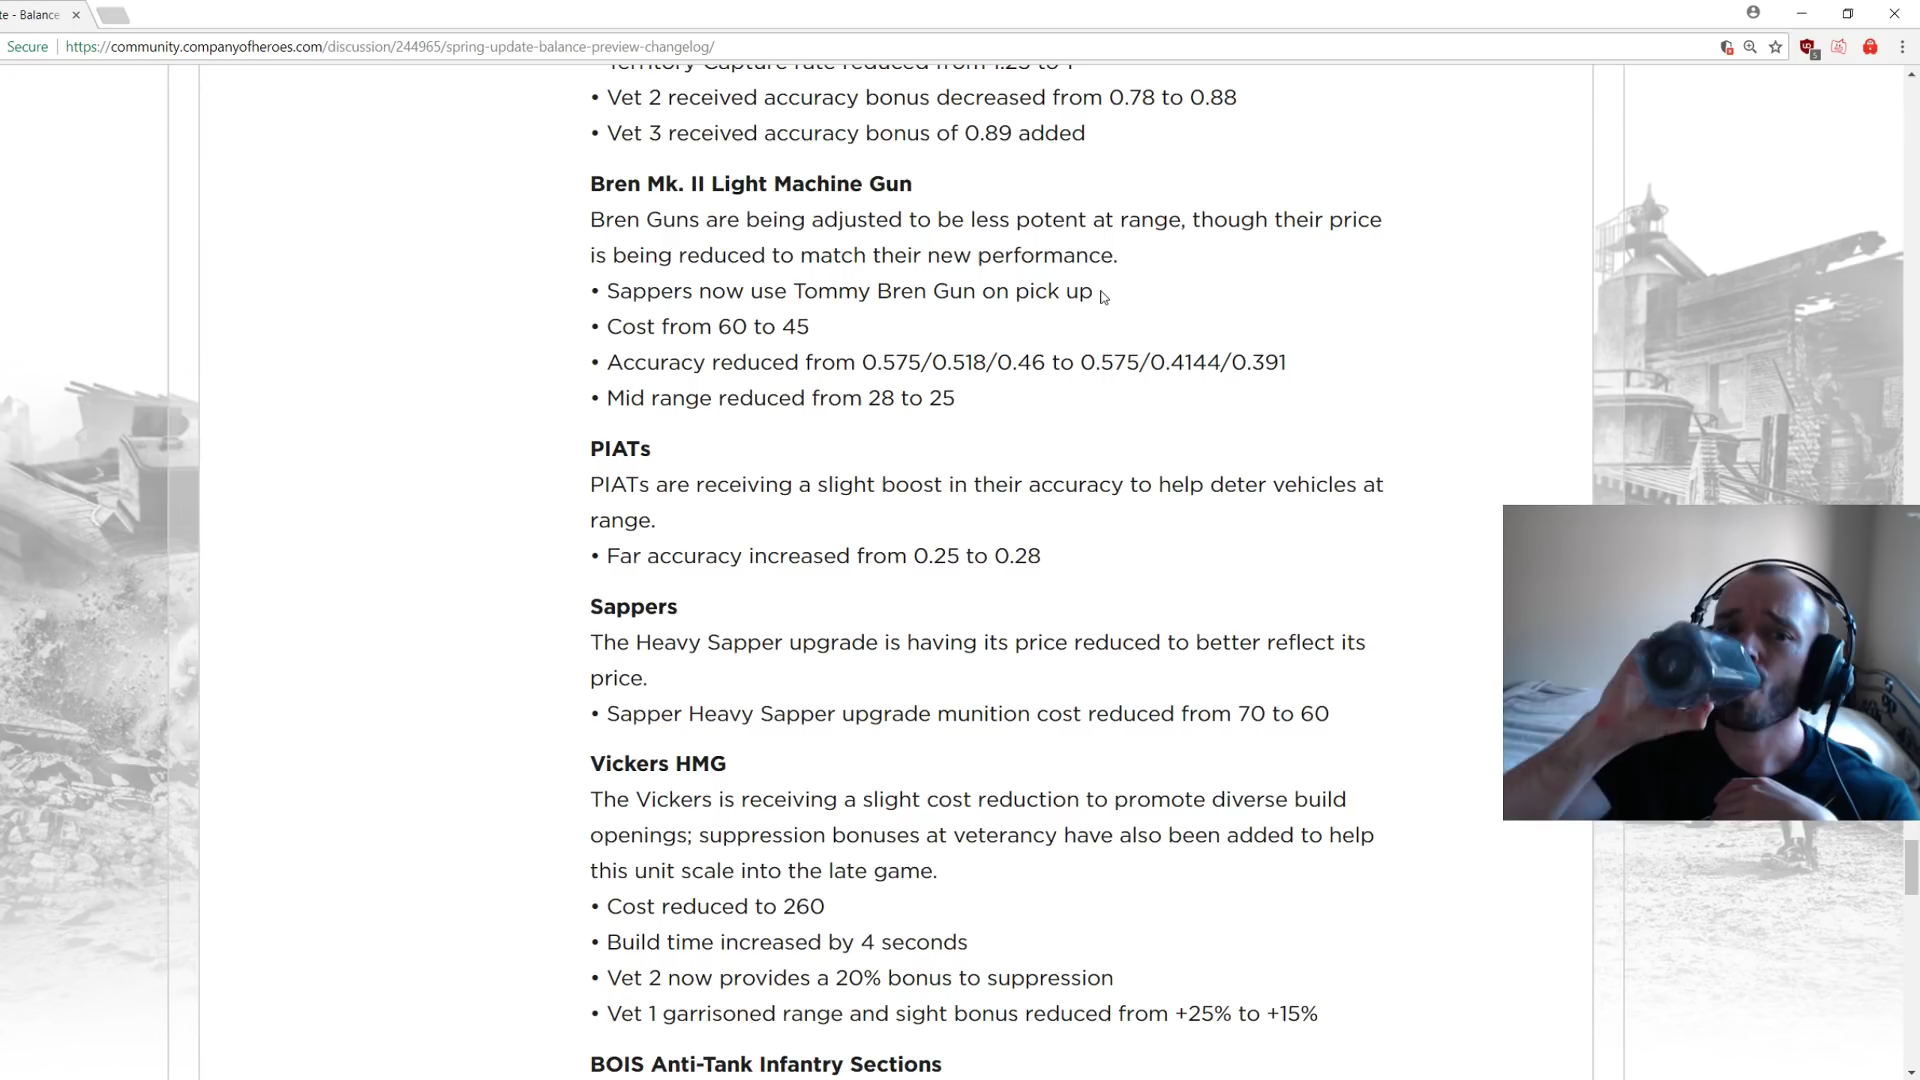 te - Balance
Secure https://community.companyofheroes.com/discussion/244965/spring-update-balance-preview-changelog/
Territory Capture rate reduced from 1.25 to 1
• Vet 2 received accuracy bonus decreased from 0.78 to 0.88
• Vet 3 received accuracy bonus of 0.89 added
Bren Mk. II Light Machine Gun
Bren Guns are being adjusted to be less potent at range, though their price
is being reduced to match their new performance.
• Sappers now use Tommy Bren Gun on pick up
• Cost from 60 to 45
• Accuracy reduced from 0.575/0.518/0.46 to 0.575/0.4144/0.391
• Mid range reduced from 28 to 25
PIATs
PIATs are receiving a slight boost in their accuracy to help deter vehicles at
range.
• Far accuracy increased from 0.25 to 0.28
Sappers
The Heavy Sapper upgrade is having its price reduced to better reflect its
price.
• Sapper Heavy Sapper upgrade munition cost reduced from 70 to 60
Vickers HMG
The Vickers is receiving a slight cost reduction to promote diverse build
openings; suppression bonuses at veterancy have also been added to help
this unit scale into the late game.
• Cost reduced to 260
• Build time increased by 4 seconds
• Vet 2 now provides a 20% bonus to suppression
• Vet 1 garrisoned range and sight bonus reduced from +25% to +15%
BOIS Anti-Tank Infantry Sections